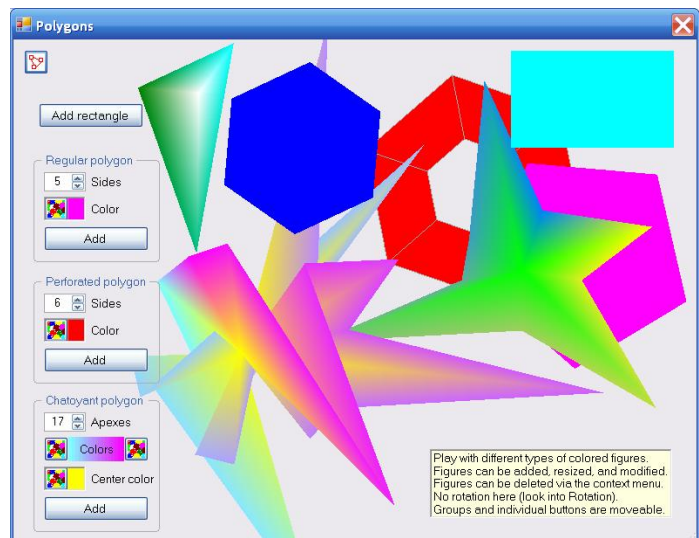 Polygons
Add rectangle
Regular polygon
5 Sides
Color
Add
Perforated polygon
6 Sides
Color
Add
Chatoyant polygon
17 Apexes
Colors
Center color
Add
Play with different types of colored figures.
Figures can be added, resized, and modified.
Figures can be deleted via the context menu.
No rotation here (look into Rotation).
Groups and individual buttons are moveable.